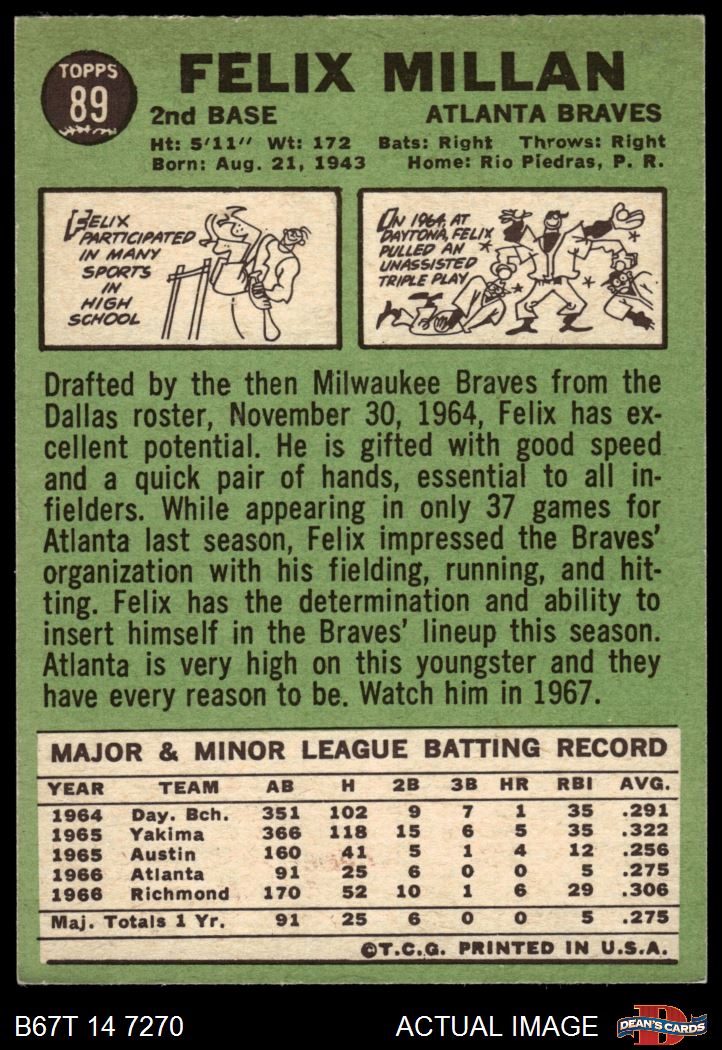 TOPPS
89
FELIX MILLAN
2nd BASE ATLANTA BRAVES
Ht: 5'11" Wt: 172 Bats: Right Throws: Right
Born: Aug. 21, 1943 Home: Rio Piedras, P. R.
FELIX
PARTICIPATED
IN MANY
SPORTS
IN
HIGH
SCHOOL
IN 1964, AT
DAYTONA, FELIX
PULLED AN
UNASSISTED
TRIPLE PLAY
Drafted by the then Milwaukee Braves from the
Dallas roster, November 30, 1964, Felix has ex-
cellent potential. He is gifted with good speed
and a quick pair of hands, essential to all in-
fielders. While appearing in only 37 games for
Atlanta last season, Felix impressed the Braves'
organization with his fielding, running, and hit-
ting. Felix has the determination and ability to
insert himself in the Braves' lineup this season.
Atlanta is very high on this youngster and they
have every reason to be. Watch him in 1967.
MAJOR & MINOR LEAGUE BATTING RECORD
YEAR TEAM AB H 2B 3B HR RBI AVG.
1964 Day. Bch. 351 102 9 7 1 35 .291
1965 Yakima 366 118 15 6 5 35 .322
1965 Austin 160 41 5 1 4 12 .256
1966 Atlanta 91 25 6 0 0 5 .275
1966 Richmond 170 52 10 1 6 29 .306
Maj. Totals 1 Yr. 91 25 6 0 0 5 .275
©T.C.G. PRINTED IN U.S.A.
B67T 14 7270 ACTUAL IMAGE D DEAN'S CARDS